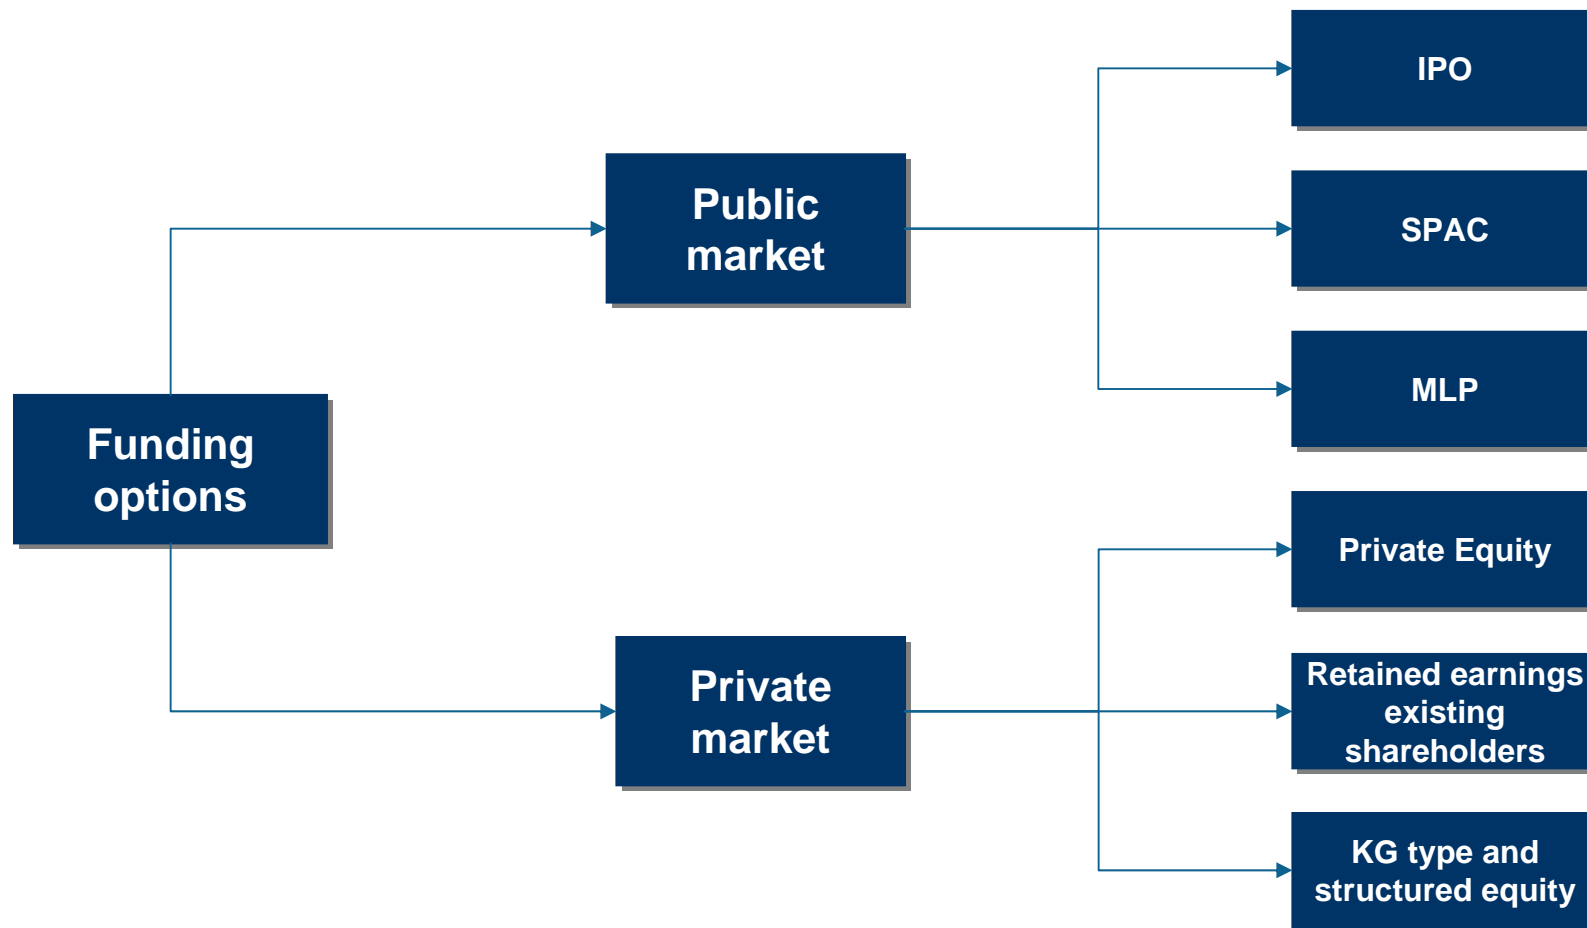 Funding
options
Public
market
IPO
SPAC
MLP
Private
market
Private Equity
Retained earnings
existing
shareholders
KG type and
structured equity